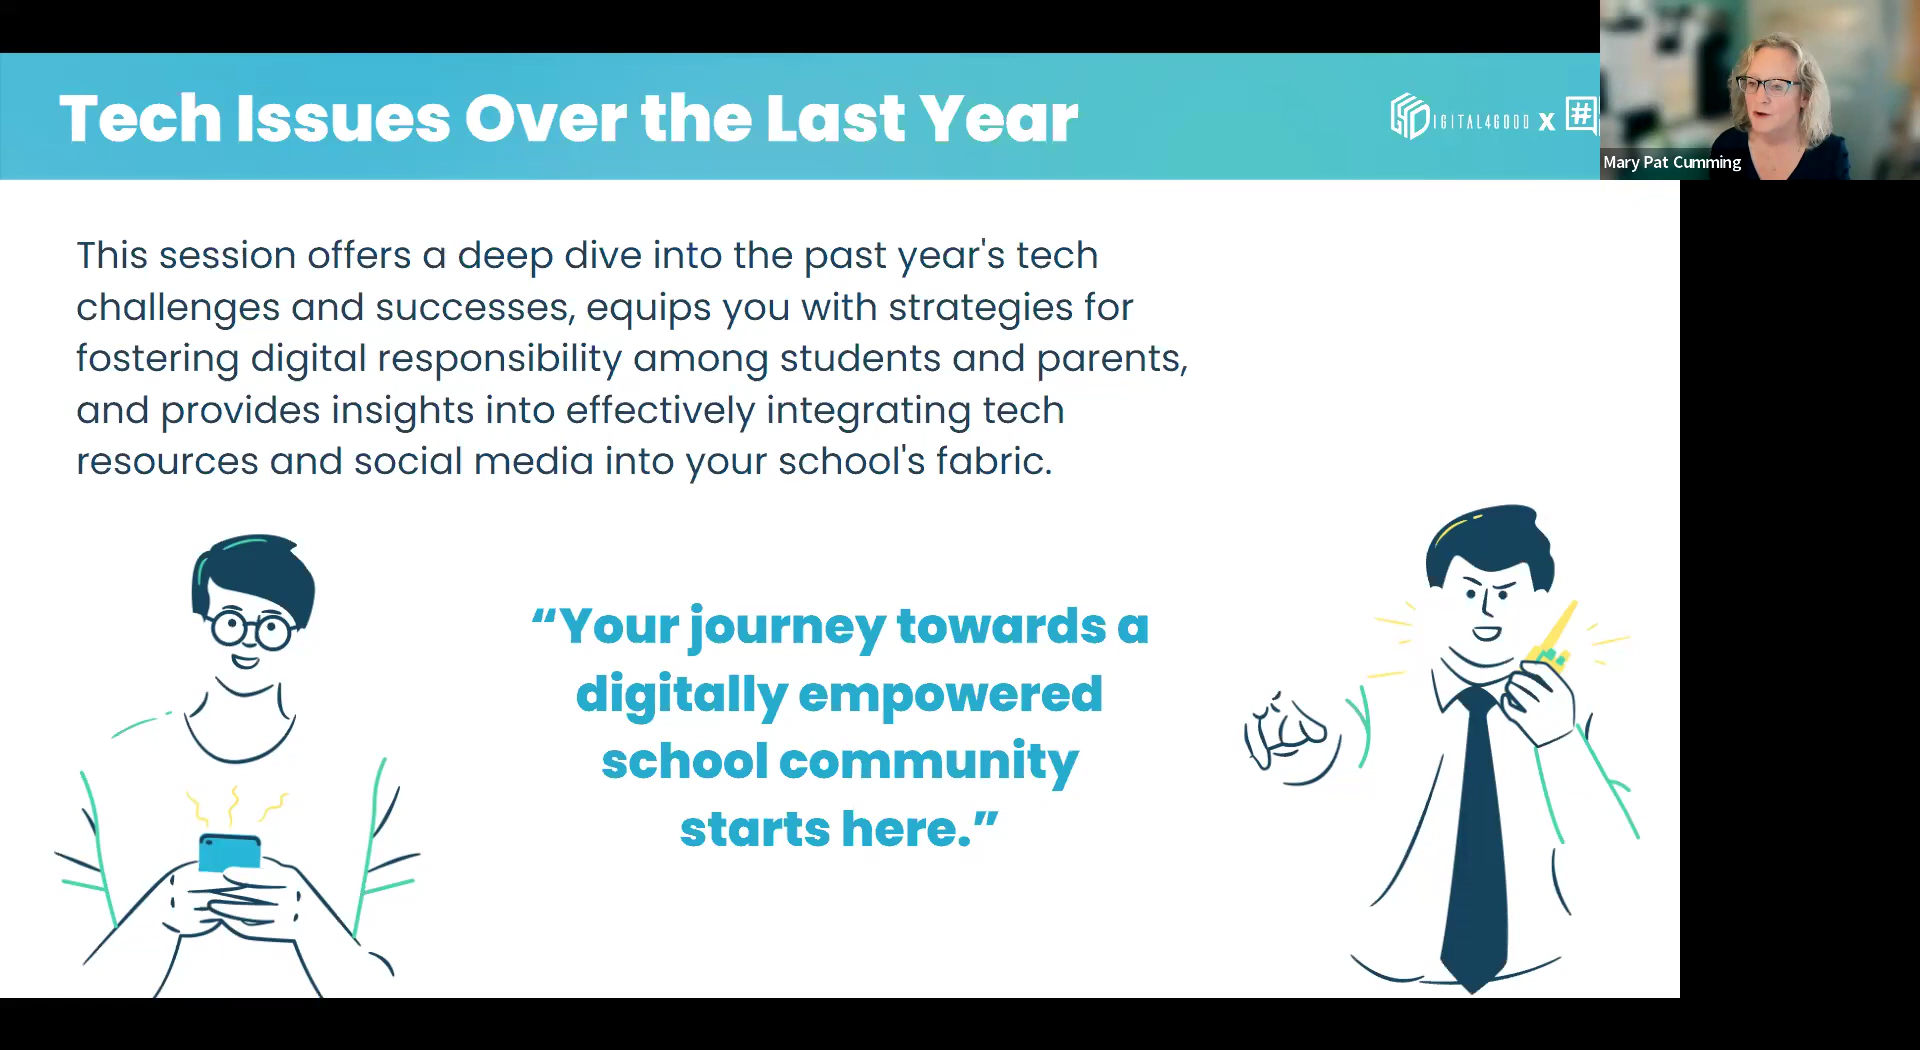 Tech Issues Over the Last Year
DIGITAL4GOOD x #
Mary Pat Cumming
This session offers a deep dive into the past year's tech
challenges and successes, equips you with strategies for
fostering digital responsibility among students and parents,
and provides insights into effectively integrating tech
resources and social media into your school's fabric.
“Your journey towards a
digitally empowered
school community
starts here.”